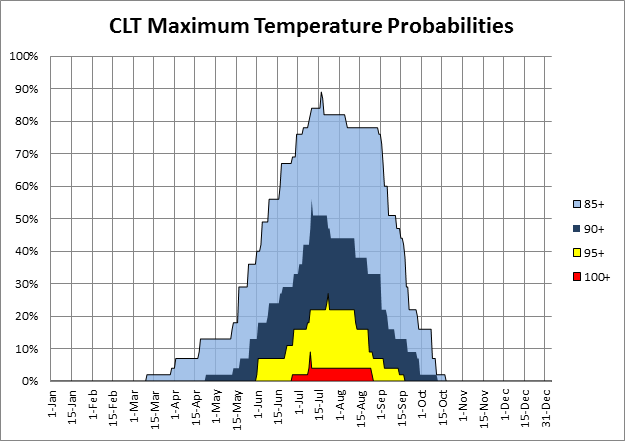 CLT Maximum Temperature Probabilities
100%
90%
80%
70%
60%
50%
40%
30%
20%
10%
0%
85+
90+
95+
100+
1-Jan
15-Jan
1-Feb
15-Feb
1-Mar
15-Mar
1-Apr
15-Apr
1-May
15-May
1-Jun
15-Jun
1-Jul
15-Jul
1-Aug
15-Aug
1-Sep
15-Sep
1-Oct
15-Oct
1-Nov
15-Nov
1-Dec
15-Dec
31-Dec